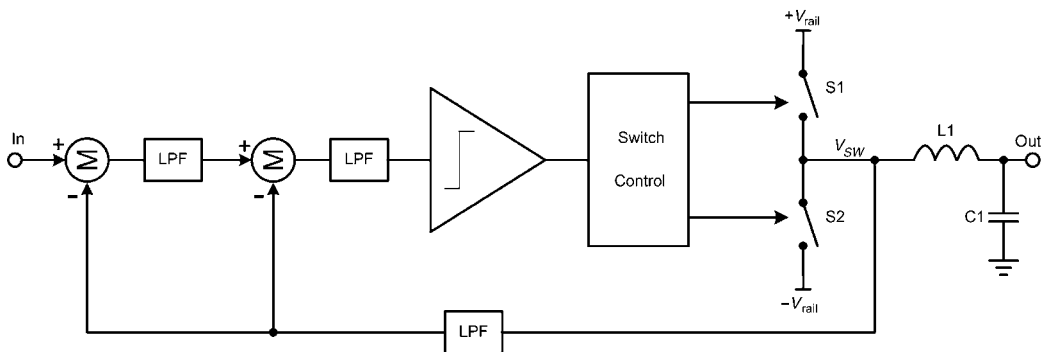 +V_rail
S1
In
+
LPF
+
LPF
Switch
Control
L1
Out
Σ
Σ
V_SW
-
-
S2
C1
−V_rail
LPF